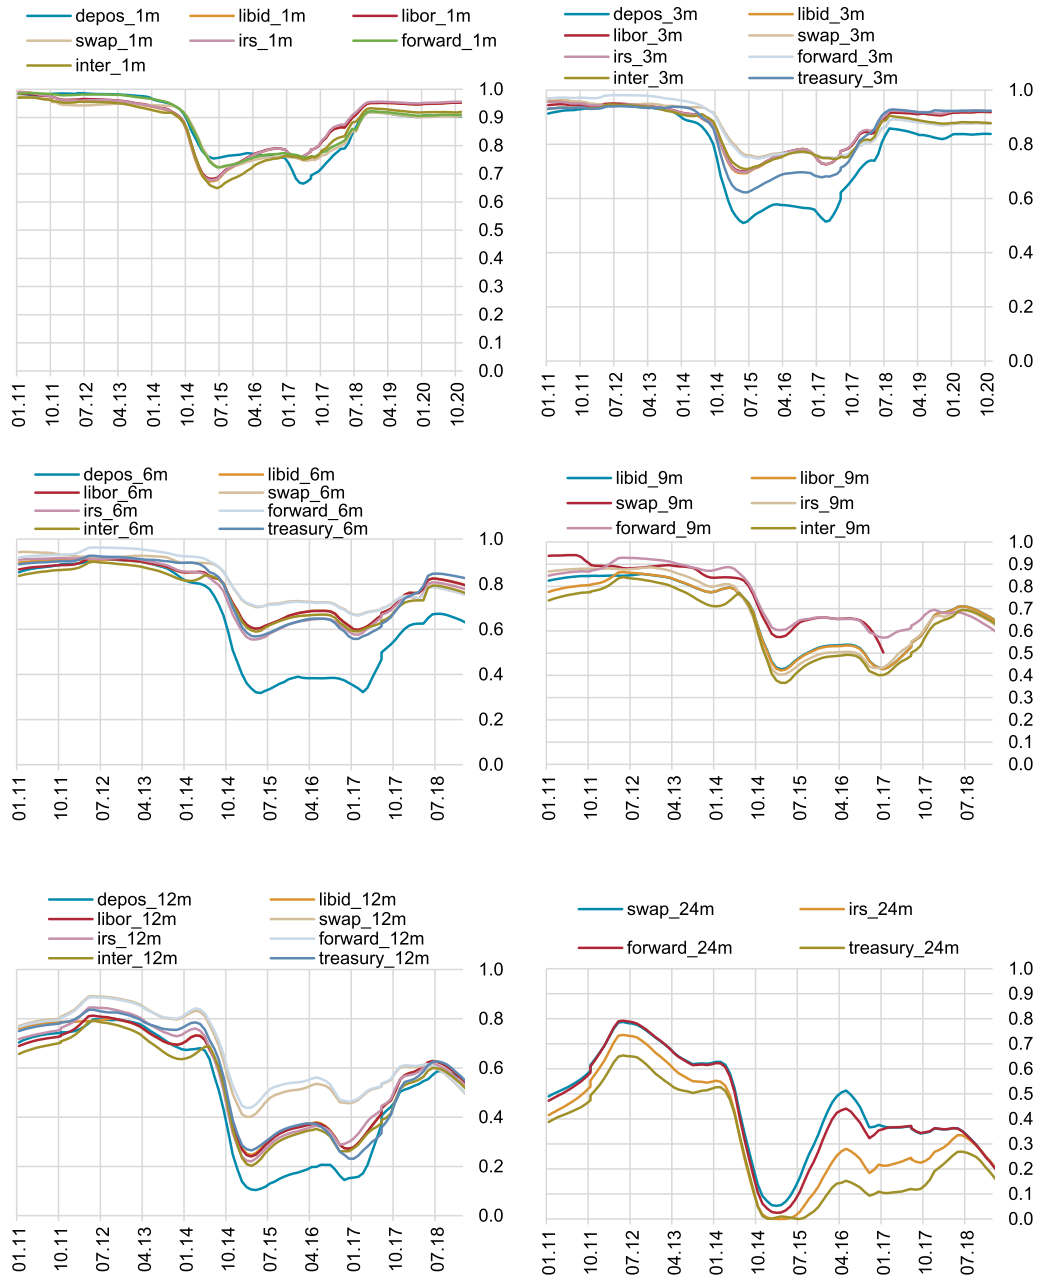 depos_1m libid_1m libor_1m
swap_1m irs_1m forward_1m
inter_1m
1.0
0.9
0.8
0.7
0.6
0.5
0.4
0.3
0.2
0.1
0.0
01.11 10.11 07.12 04.13 01.14 10.14 07.15 04.16 01.17 10.17 07.18 04.19 01.20 10.20
depos_3m libid_3m
libor_3m swap_3m
irs_3m forward_3m
inter_3m treasury_3m
1.0
0.8
0.6
0.4
0.2
0.0
01.11 10.11 07.12 04.13 01.14 10.14 07.15 04.16 01.17 10.17 07.18 04.19 01.20 10.20
depos_6m libid_6m
libor_6m swap_6m
irs_6m forward_6m
inter_6m treasury_6m
1.0
0.8
0.6
0.4
0.2
0.0
01.11 10.11 07.12 04.13 01.14 10.14 07.15 04.16 01.17 10.17 07.18
libid_9m libor_9m
swap_9m irs_9m
forward_9m inter_9m
1.0
0.9
0.8
0.7
0.6
0.5
0.4
0.3
0.2
0.1
0.0
01.11 10.11 07.12 04.13 01.14 10.14 07.15 04.16 01.17 10.17 07.18
depos_12m libid_12m
libor_12m swap_12m
irs_12m forward_12m
inter_12m treasury_12m
1.0
0.8
0.6
0.4
0.2
0.0
01.11 10.11 07.12 04.13 01.14 10.14 07.15 04.16 01.17 10.17 07.18
swap_24m irs_24m
forward_24m treasury_24m
1.0
0.9
0.8
0.7
0.6
0.5
0.4
0.3
0.2
0.1
0.0
01.11 10.11 07.12 04.13 01.14 10.14 07.15 04.16 01.17 10.17 07.18